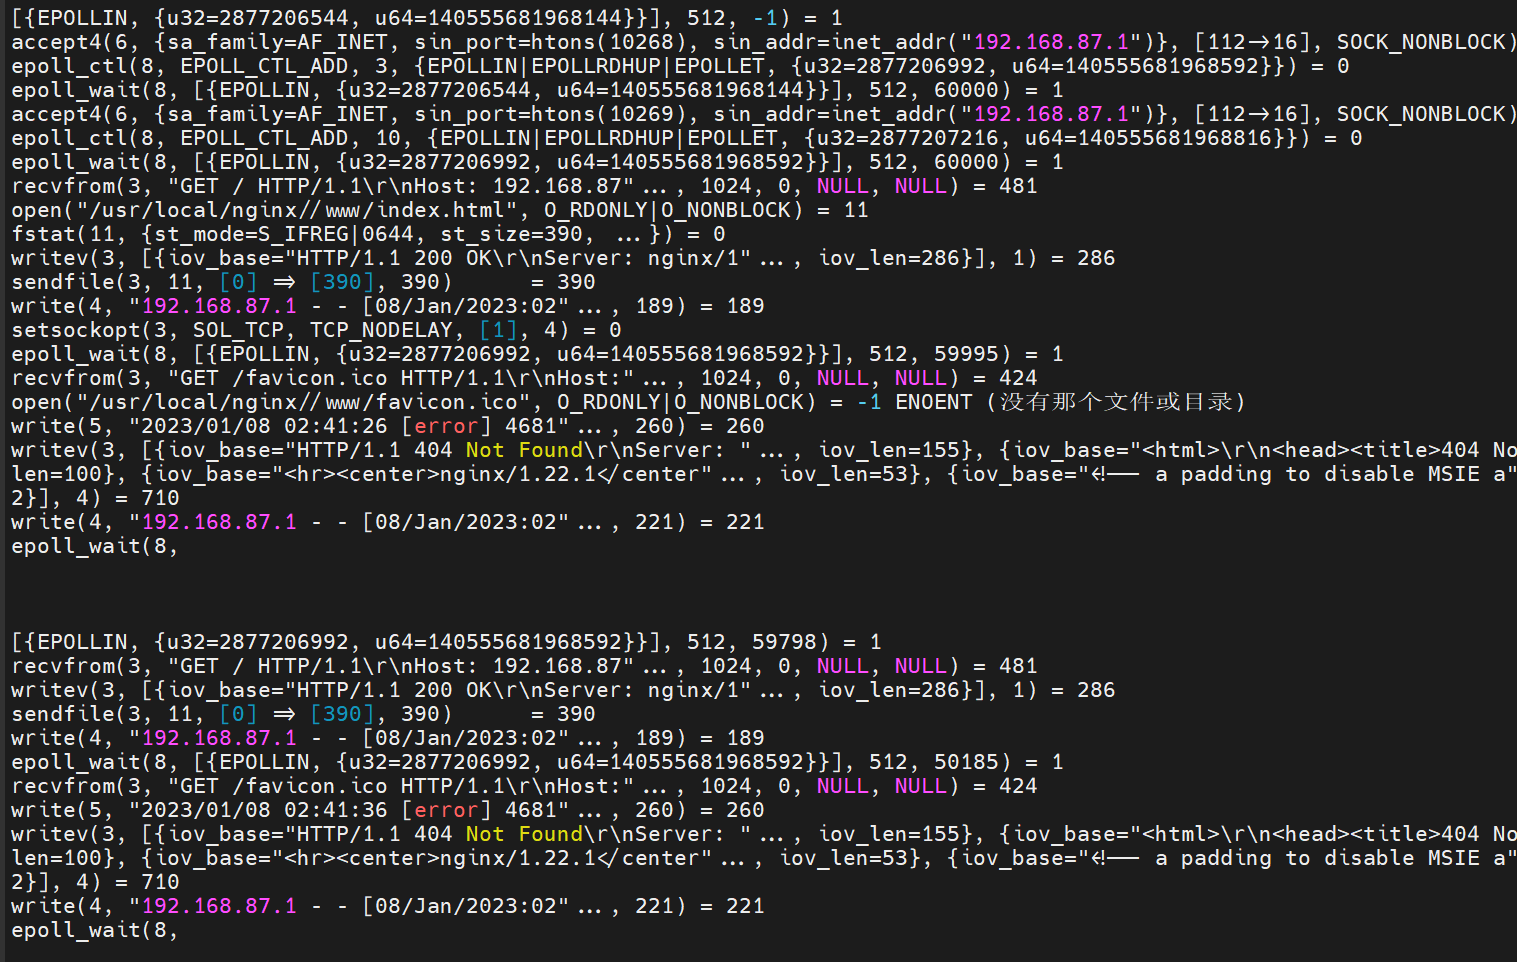 [{EPOLLIN, {u32=2877206544, u64=140555681968144}}], 512, -1) = 1
accept4(6, {sa_family=AF_INET, sin_port=htons(10268), sin_addr=inet_addr("192.168.87.1")}, [112->16], SOCK_NONBLOCK)
epoll_ctl(8, EPOLL_CTL_ADD, 3, {EPOLLIN|EPOLLRDHUP|EPOLLET, {u32=2877206992, u64=140555681968592}}) = 0
epoll_wait(8, [{EPOLLIN, {u32=2877206544, u64=140555681968144}}], 512, 60000) = 1
accept4(6, {sa_family=AF_INET, sin_port=htons(10269), sin_addr=inet_addr("192.168.87.1")}, [112->16], SOCK_NONBLOCK)
epoll_ctl(8, EPOLL_CTL_ADD, 10, {EPOLLIN|EPOLLRDHUP|EPOLLET, {u32=2877207216, u64=140555681968816}}) = 0
epoll_wait(8, [{EPOLLIN, {u32=2877206992, u64=140555681968592}}], 512, 60000) = 1
recvfrom(3, "GET / HTTP/1.1\r\nHost: 192.168.87"..., 1024, 0, NULL, NULL) = 481
open("/usr/local/nginx//www/index.html", O_RDONLY|O_NONBLOCK) = 11
fstat(11, {st_mode=S_IFREG|0644, st_size=390, ...}) = 0
writev(3, [{iov_base="HTTP/1.1 200 OK\r\nServer: nginx/1"..., iov_len=286}], 1) = 286
sendfile(3, 11, [0] => [390], 390)      = 390
write(4, "192.168.87.1 - - [08/Jan/2023:02"..., 189) = 189
setsockopt(3, SOL_TCP, TCP_NODELAY, [1], 4) = 0
epoll_wait(8, [{EPOLLIN, {u32=2877206992, u64=140555681968592}}], 512, 59995) = 1
recvfrom(3, "GET /favicon.ico HTTP/1.1\r\nHost:"..., 1024, 0, NULL, NULL) = 424
open("/usr/local/nginx//www/favicon.ico", O_RDONLY|O_NONBLOCK) = -1 ENOENT (没有那个文件或目录)
write(5, "2023/01/08 02:41:26 [error] 4681"..., 260) = 260
writev(3, [{iov_base="HTTP/1.1 404 Not Found\r\nServer: "..., iov_len=155}, {iov_base="<html>\r\n<head><title>404 No
len=100}, {iov_base="<hr><center>nginx/1.22.1</center"..., iov_len=53}, {iov_base="<!-- a padding to disable MSIE a"
2}], 4) = 710
write(4, "192.168.87.1 - - [08/Jan/2023:02"..., 221) = 221
epoll_wait(8,
[{EPOLLIN, {u32=2877206992, u64=140555681968592}}], 512, 59798) = 1
recvfrom(3, "GET / HTTP/1.1\r\nHost: 192.168.87"..., 1024, 0, NULL, NULL) = 481
writev(3, [{iov_base="HTTP/1.1 200 OK\r\nServer: nginx/1"..., iov_len=286}], 1) = 286
sendfile(3, 11, [0] => [390], 390)      = 390
write(4, "192.168.87.1 - - [08/Jan/2023:02"..., 189) = 189
epoll_wait(8, [{EPOLLIN, {u32=2877206992, u64=140555681968592}}], 512, 50185) = 1
recvfrom(3, "GET /favicon.ico HTTP/1.1\r\nHost:"..., 1024, 0, NULL, NULL) = 424
write(5, "2023/01/08 02:41:36 [error] 4681"..., 260) = 260
writev(3, [{iov_base="HTTP/1.1 404 Not Found\r\nServer: "..., iov_len=155}, {iov_base="<html>\r\n<head><title>404 No
len=100}, {iov_base="<hr><center>nginx/1.22.1</center"..., iov_len=53}, {iov_base="<!-- a padding to disable MSIE a"
2}], 4) = 710
write(4, "192.168.87.1 - - [08/Jan/2023:02"..., 221) = 221
epoll_wait(8,